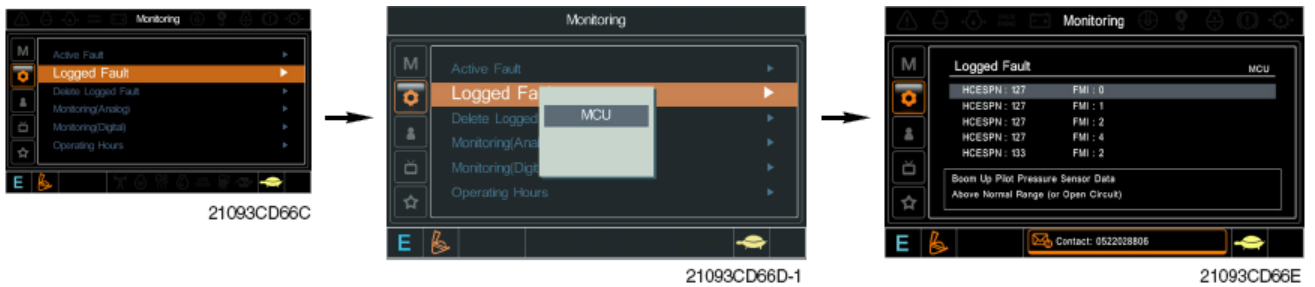 Monitoring
M
Active Fault
Logged Fault
Delete Logged Fault
Monitoring(Analog)
Monitoring(Digital)
Operating Hours
E
21093CD66C
Monitoring
M
Active Fault
Logged Fa
MCU
Delete Logged
Monitoring(Anal
Monitoring(Digit
Operating Hours
E
21093CD66D-1
Monitoring
M
Logged Fault MCU
HCESPN : 127 FMI : 0
HCESPN : 127 FMI : 1
HCESPN : 127 FMI : 2
HCESPN : 127 FMI : 4
HCESPN : 133 FMI : 2
Boom Up Pilot Pressure Sensor Data
Above Normal Range (or Open Circuit)
E Contact: 0522028806
21093CD66E